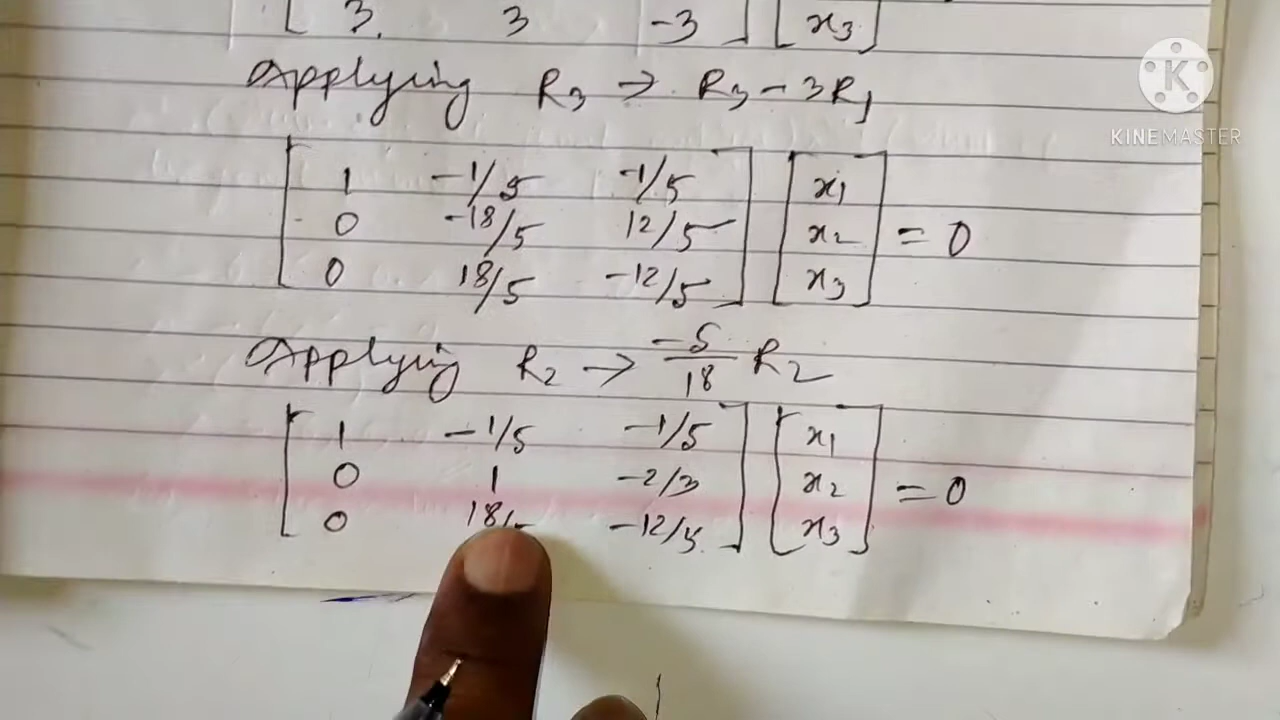 3. 3 -3 x3
K
KINEMASTER
Applying R3 → R3 - 3R1
1 -1/5 -1/5 x1
0 -18/5 12/5 x2 = 0
0 18/5 -12/5 x3
Applying R2 → -5/18 R2
1 -1/5 -1/5 x1
0 1 -2/3 x2 = 0
0 18/ -12/5 x3